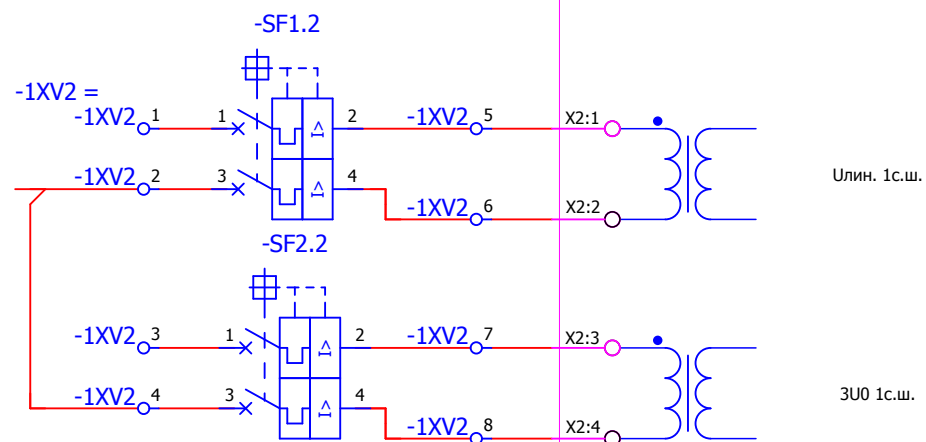 -SF1.2
-1XV2 =
-1XV2 1 1 2 -1XV2 5 X2:1
I>
-1XV2 2 3 4 Uлин. 1с.ш.
I>
-1XV2 6 X2:2
-SF2.2
-1XV2 3 1 2 -1XV2 7 X2:3
I>
-1XV2 4 3 4 3U0 1с.ш.
I>
-1XV2 8 X2:4